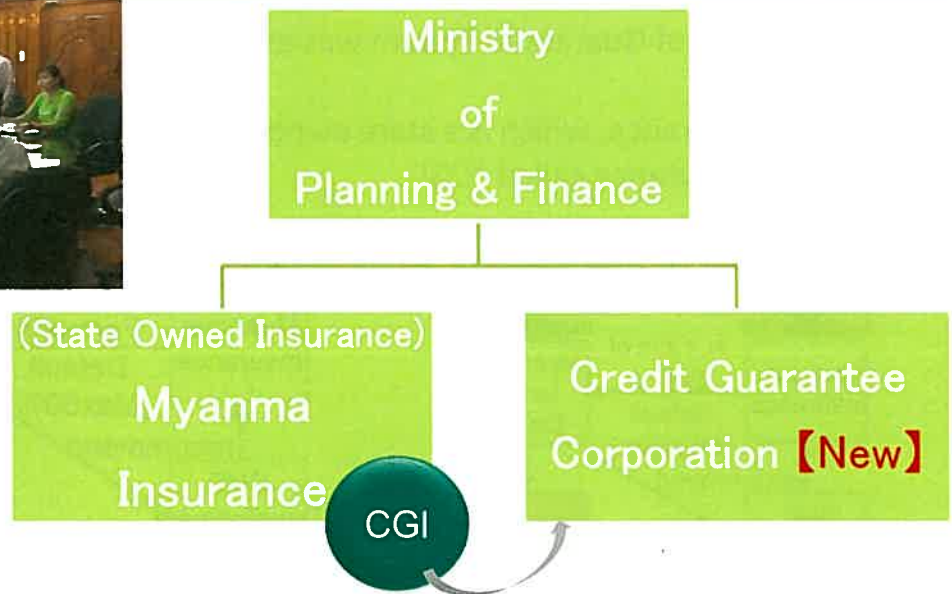 Ministry
of
Planning & Finance
(State Owned Insurance)
Myanma
Insurance
CGI
Credit Guarantee
Corporation【New】